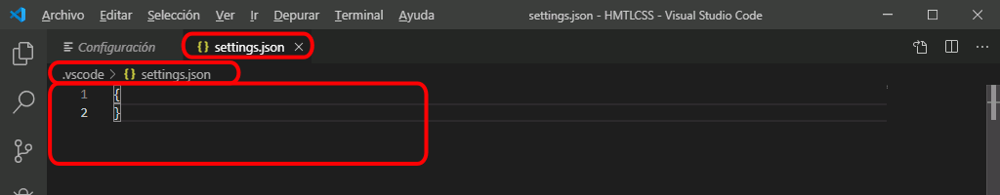 Archivo Editar Selección Ver Ir Depurar Terminal Ayuda settings.json - HMTLCSS - Visual Studio Code
Configuración {} settings.json
.vscode > {} settings.json
1 {
2 }